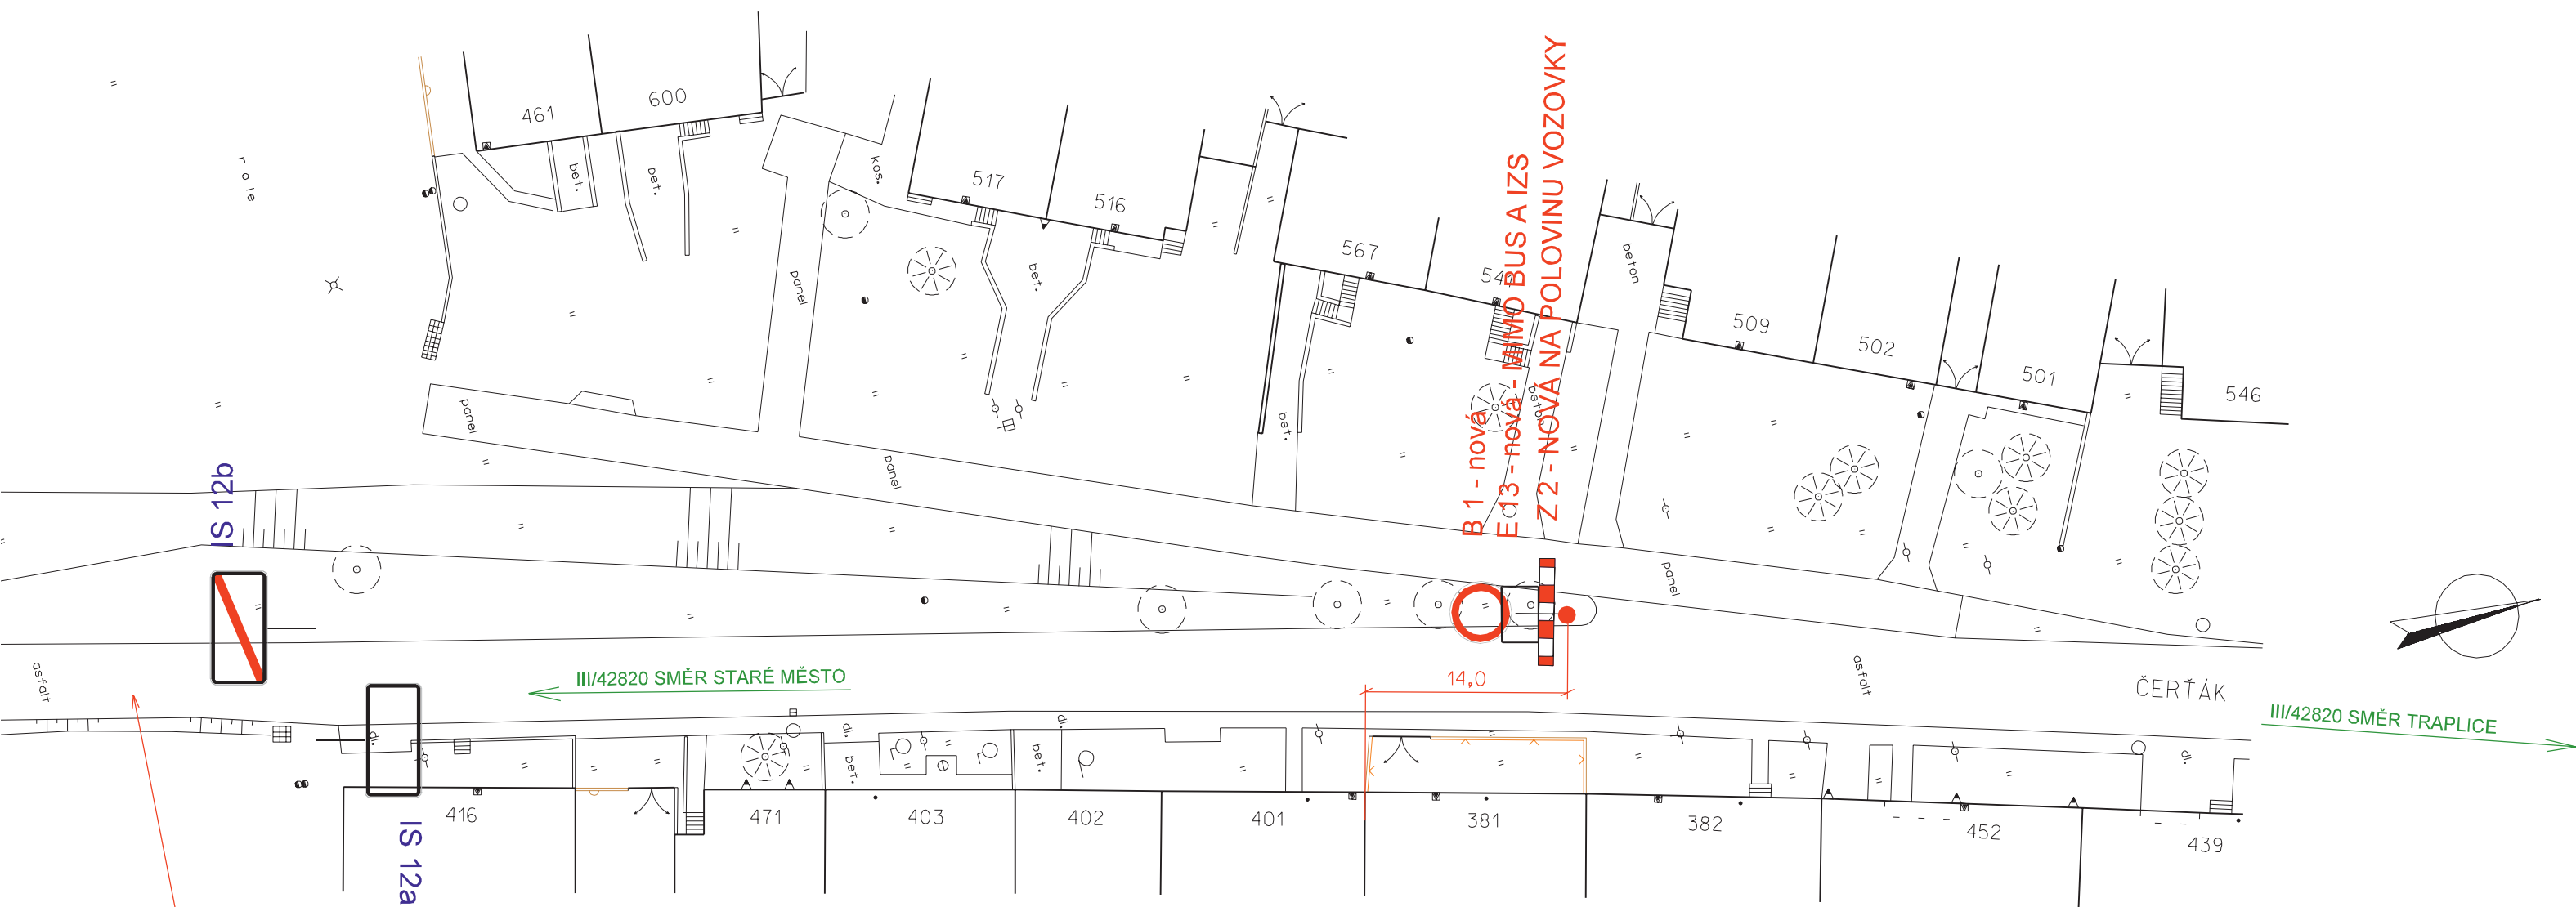 461
600
role
bet.
bet.
kos.
517
516
567
541
beton
509
502
501
546
panel
bet.
panel
panel
bet.
beton
panel
B 1 - nová
E 13 - nová - MIMO BUS A IZS
Z 2 - NOVÁ NA POLOVINU VOZOVKY
IS 12b
asfalt
III/42820 SMĚR STARÉ MĚSTO
14,0
asfalt
ČERŤÁK
III/42820 SMĚR TRAPLICE
dl.
dl.
bet.
dl.
bet.
dl.
416
471
403
402
401
381
382
452
439
IS 12a